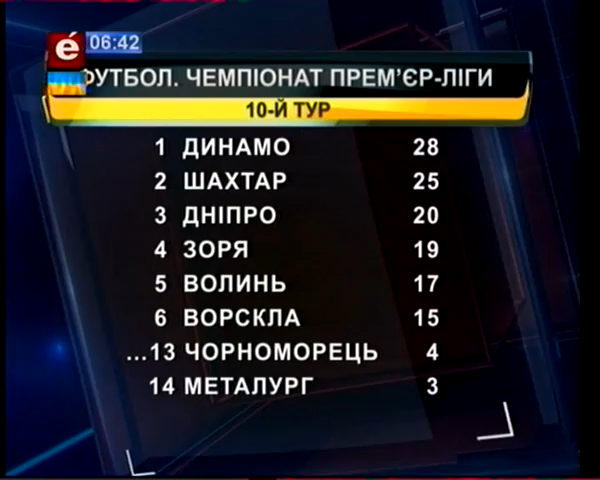 é 06:42
ФУТБОЛ. ЧЕМПІОНАТ ПРЕМ’ЄР-ЛІГИ
10-Й ТУР
1 ДИНАМО 28
2 ШАХТАР 25
3 ДНІПРО 20
4 ЗОРЯ 19
5 ВОЛИНЬ 17
6 ВОРСКЛА 15
...13 ЧОРНОМОРЕЦЬ 4
14 МЕТАЛУРГ 3